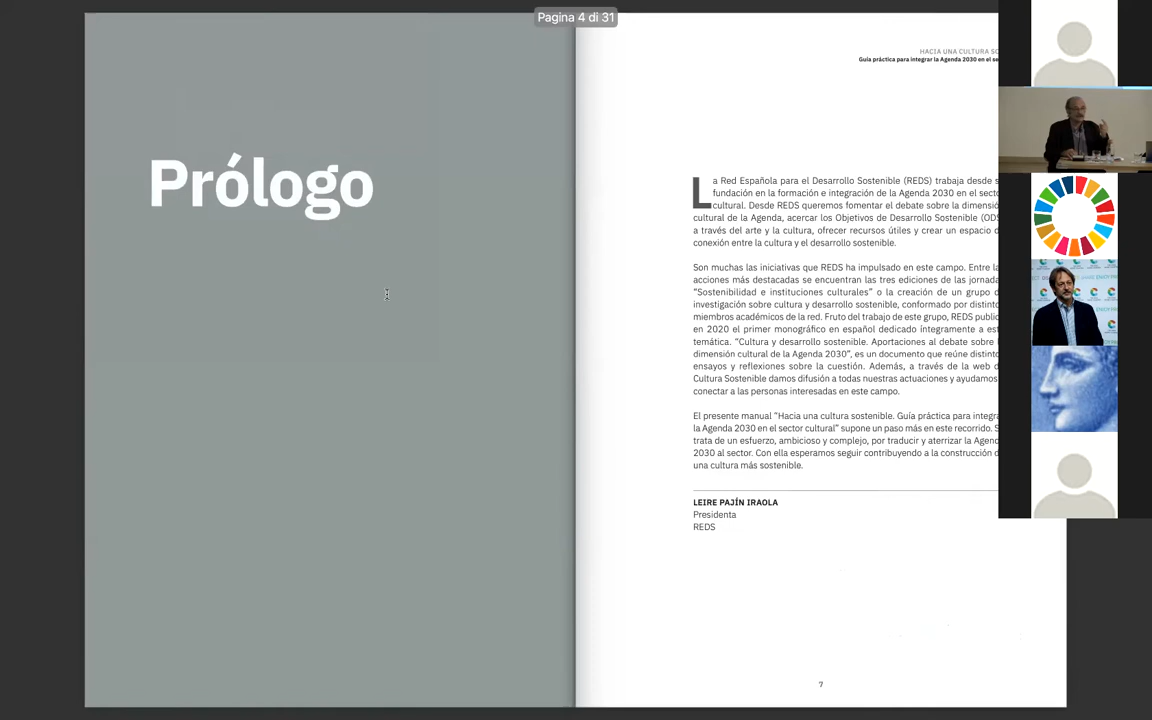 Pagina 4 di 31
Prólogo
HACIA UNA CULTURA
Guía práctica para integrar la Agenda 2030 en el
La Red Española para el Desarrollo Sostenible (REDS) trabaja desde
fundación en la formación e integración de la Agenda 2030 en el
cultural. Desde REDS queremos fomentar el debate sobre la dimensión
cultural de la Agenda, acercar los Objetivos de Desarrollo Sostenible (ODS
a través del arte y la cultura, ofrecer recursos útiles y crear un espacio
conexión entre la cultura y el desarrollo sostenible.
Son muchas las iniciativas que REDS ha impulsado en este campo. Entre
acciones más destacadas se encuentran las tres ediciones de las
“Sostenibilidad e instituciones culturales” o la creación de un grupo
investigación sobre cultura y desarrollo sostenible, conformado por
miembros académicos de la red. Fruto del trabajo de este grupo, REDS
en 2020 el primer monográfico en español dedicado íntegramente a
temática. “Cultura y desarrollo sostenible. Aportaciones al debate sobre
dimensión cultural de la Agenda 2030”, es un documento que reúne
ensayos y reflexiones sobre la cuestión. Además, a través de la web
Cultura Sostenible damos difusión a todas nuestras actuaciones y ayudamos
conectar a las personas interesadas en este campo.
El presente manual “Hacia una cultura sostenible. Guía práctica para
la Agenda 2030 en el sector cultural” supone un paso más en este recorrido.
trata de un esfuerzo, ambicioso y complejo, por traducir y aterrizar la
2030 al sector. Con ella esperamos seguir contribuyendo a la construcción
una cultura más sostenible.
LEIRE PAJÍN IRAOLA
Presidenta
REDS
7